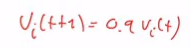 v_i(t+1) = 0.9 v_i(t)